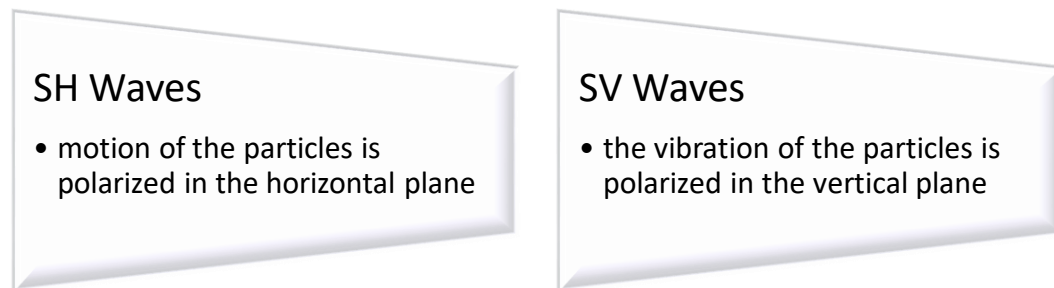 SH Waves
• motion of the particles is
polarized in the horizontal plane
SV Waves
• the vibration of the particles is
polarized in the vertical plane